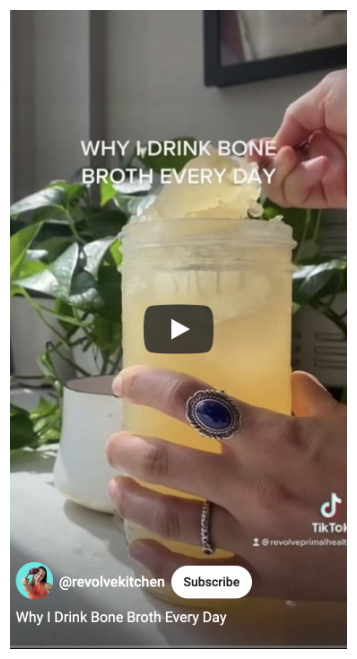 WHY I DRINK BONE
BROTH EVERY DAY
TikTok
@revolveprimalhealt
@revolvekitchen
Subscribe
Why I Drink Bone Broth Every Day